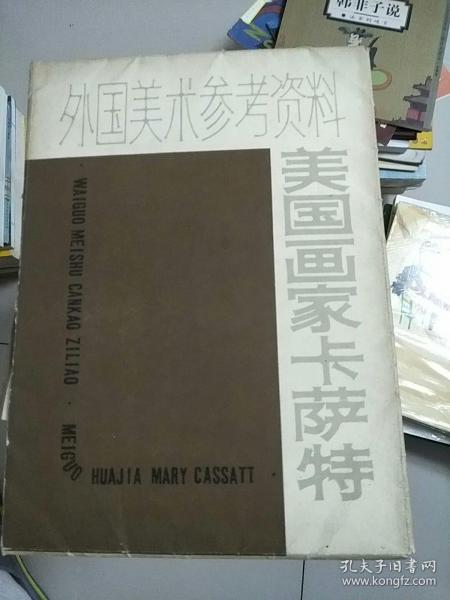 韩非子说
外国美术参考资料
美国画家卡萨特
WAIGUO MEISHU CANKAO ZILIAO · MEIGUO HUAJIA MARY CASSATT ·
孔夫子旧书网
www.kongfz.com